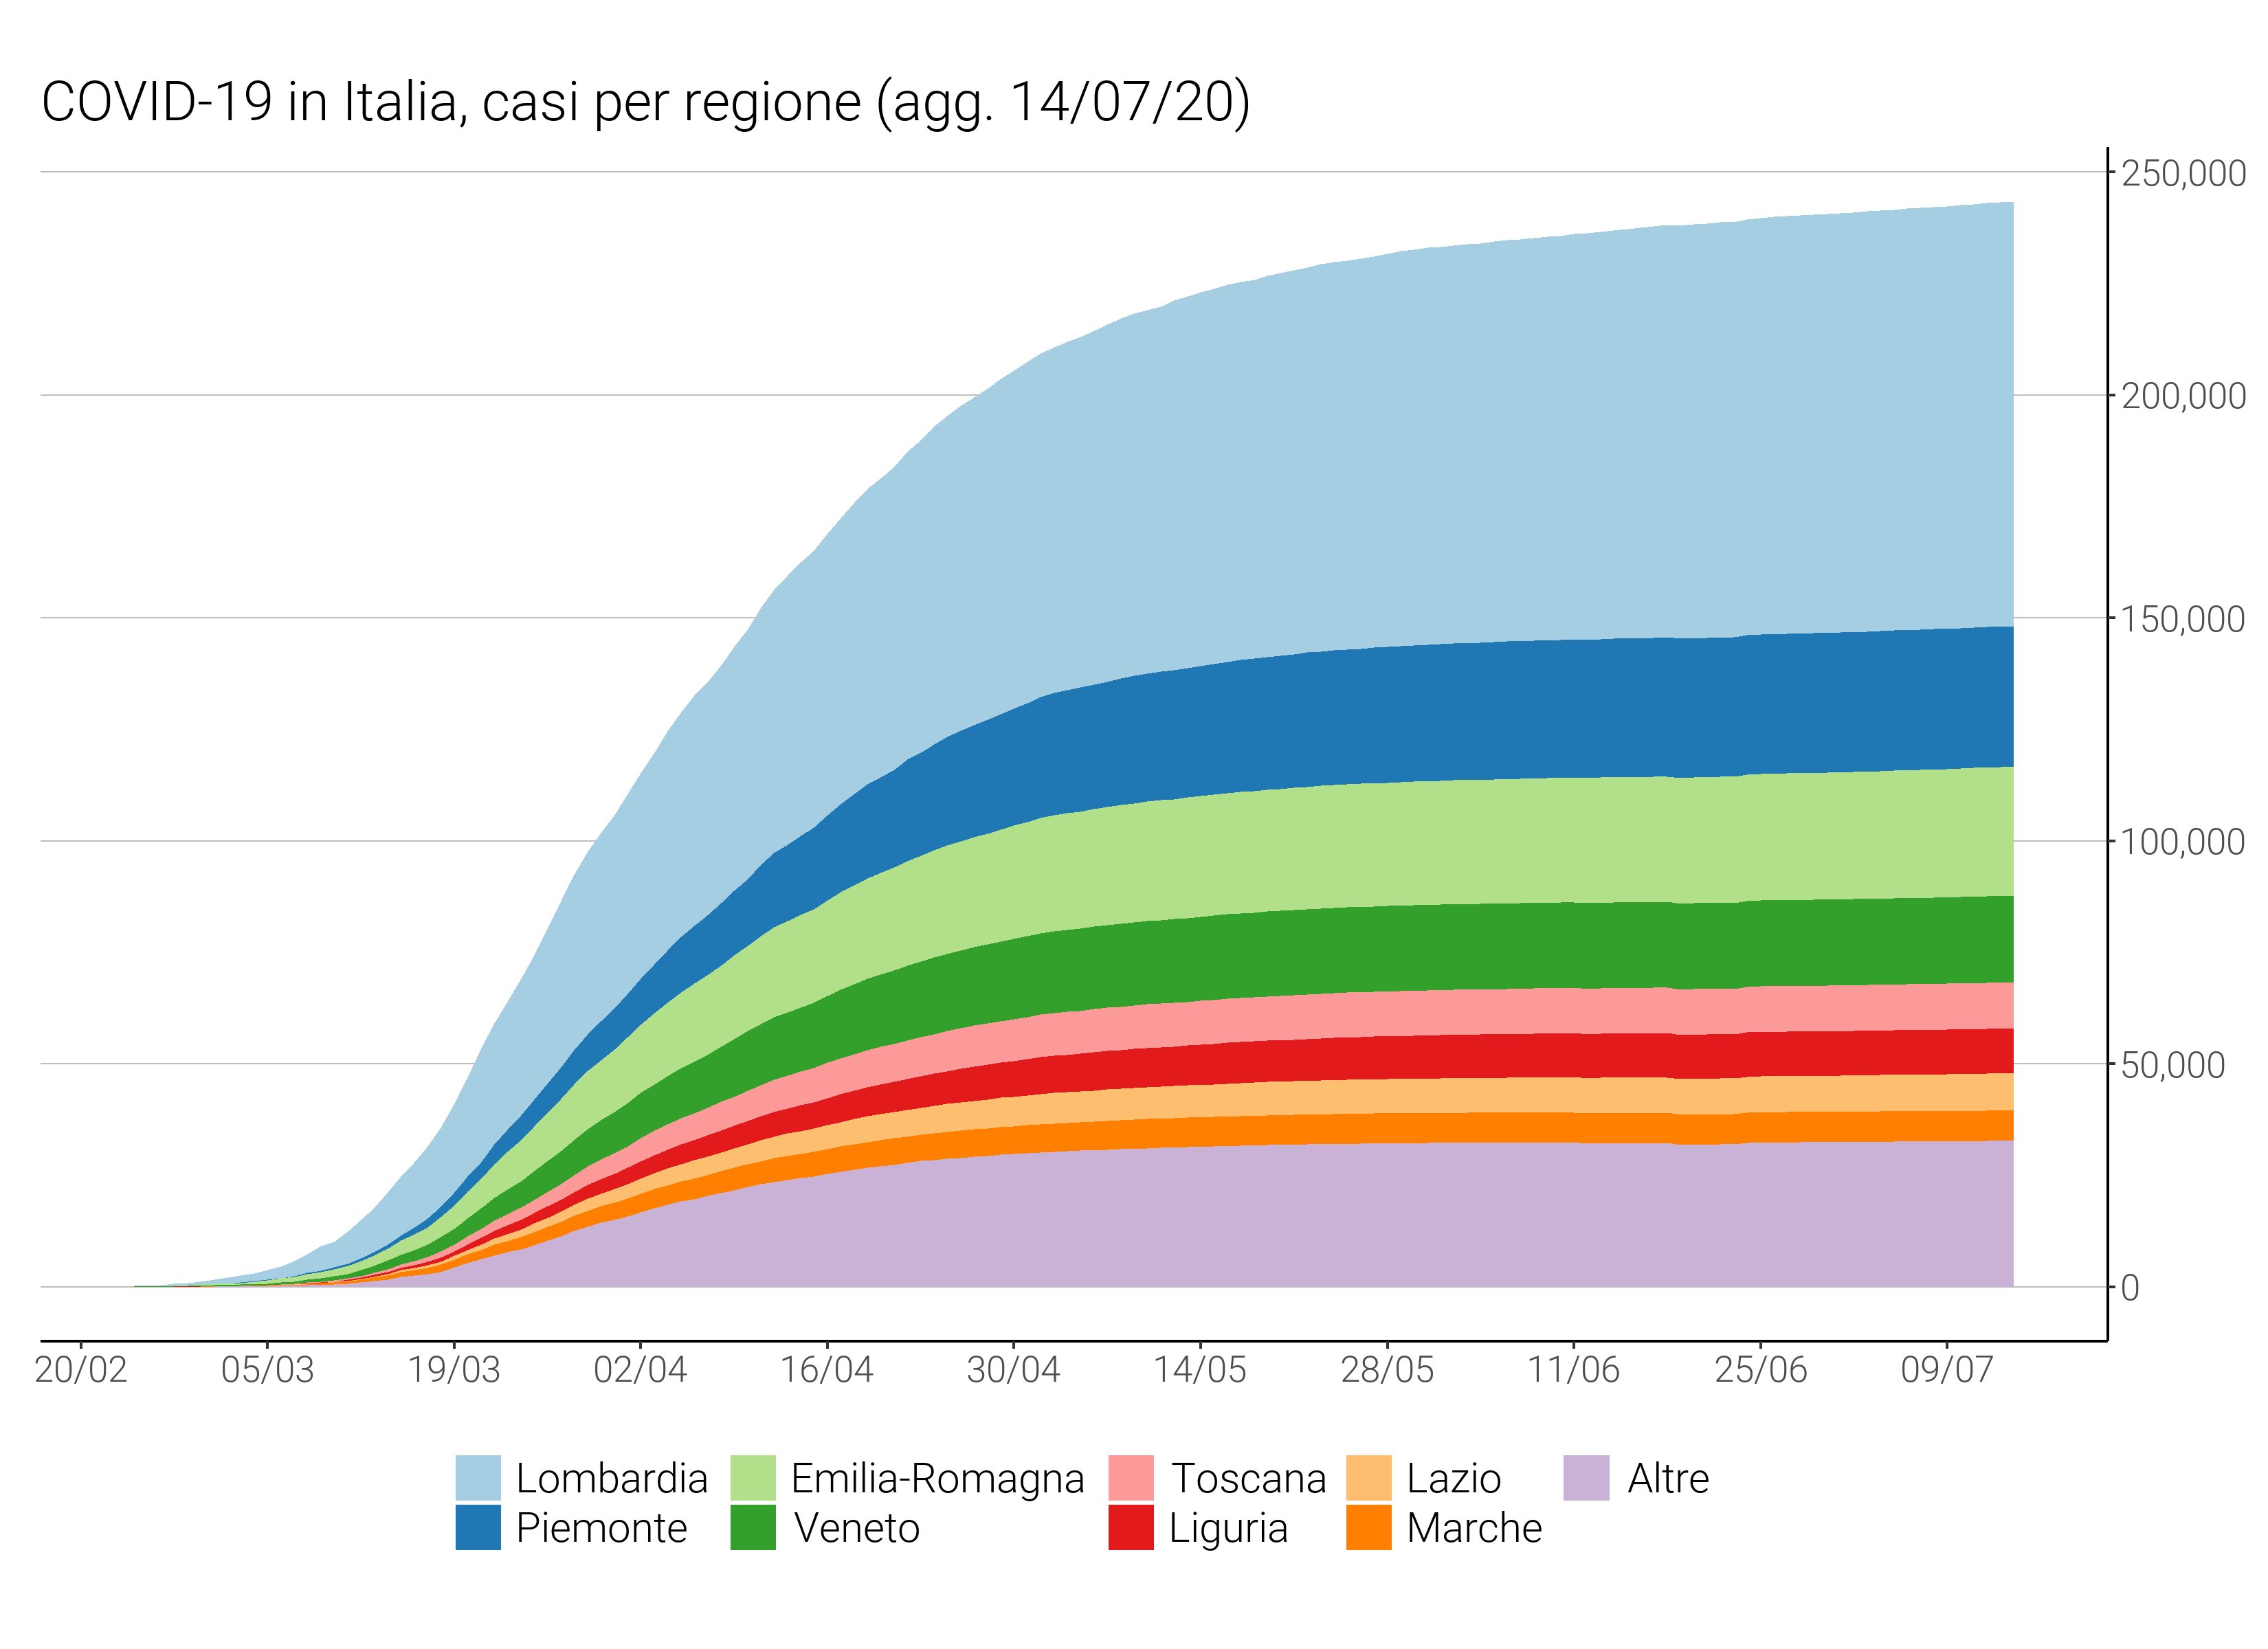 COVID-19 in Italia, casi per regione (agg. 14/07/20)
250,000
200,000
150,000
100,000
50,000
0
20/02 05/03 19/03 02/04 16/04 30/04 14/05 28/05 11/06 25/06 09/07
Lombardia Emilia-Romagna Toscana Lazio Altre
Piemonte Veneto Liguria Marche